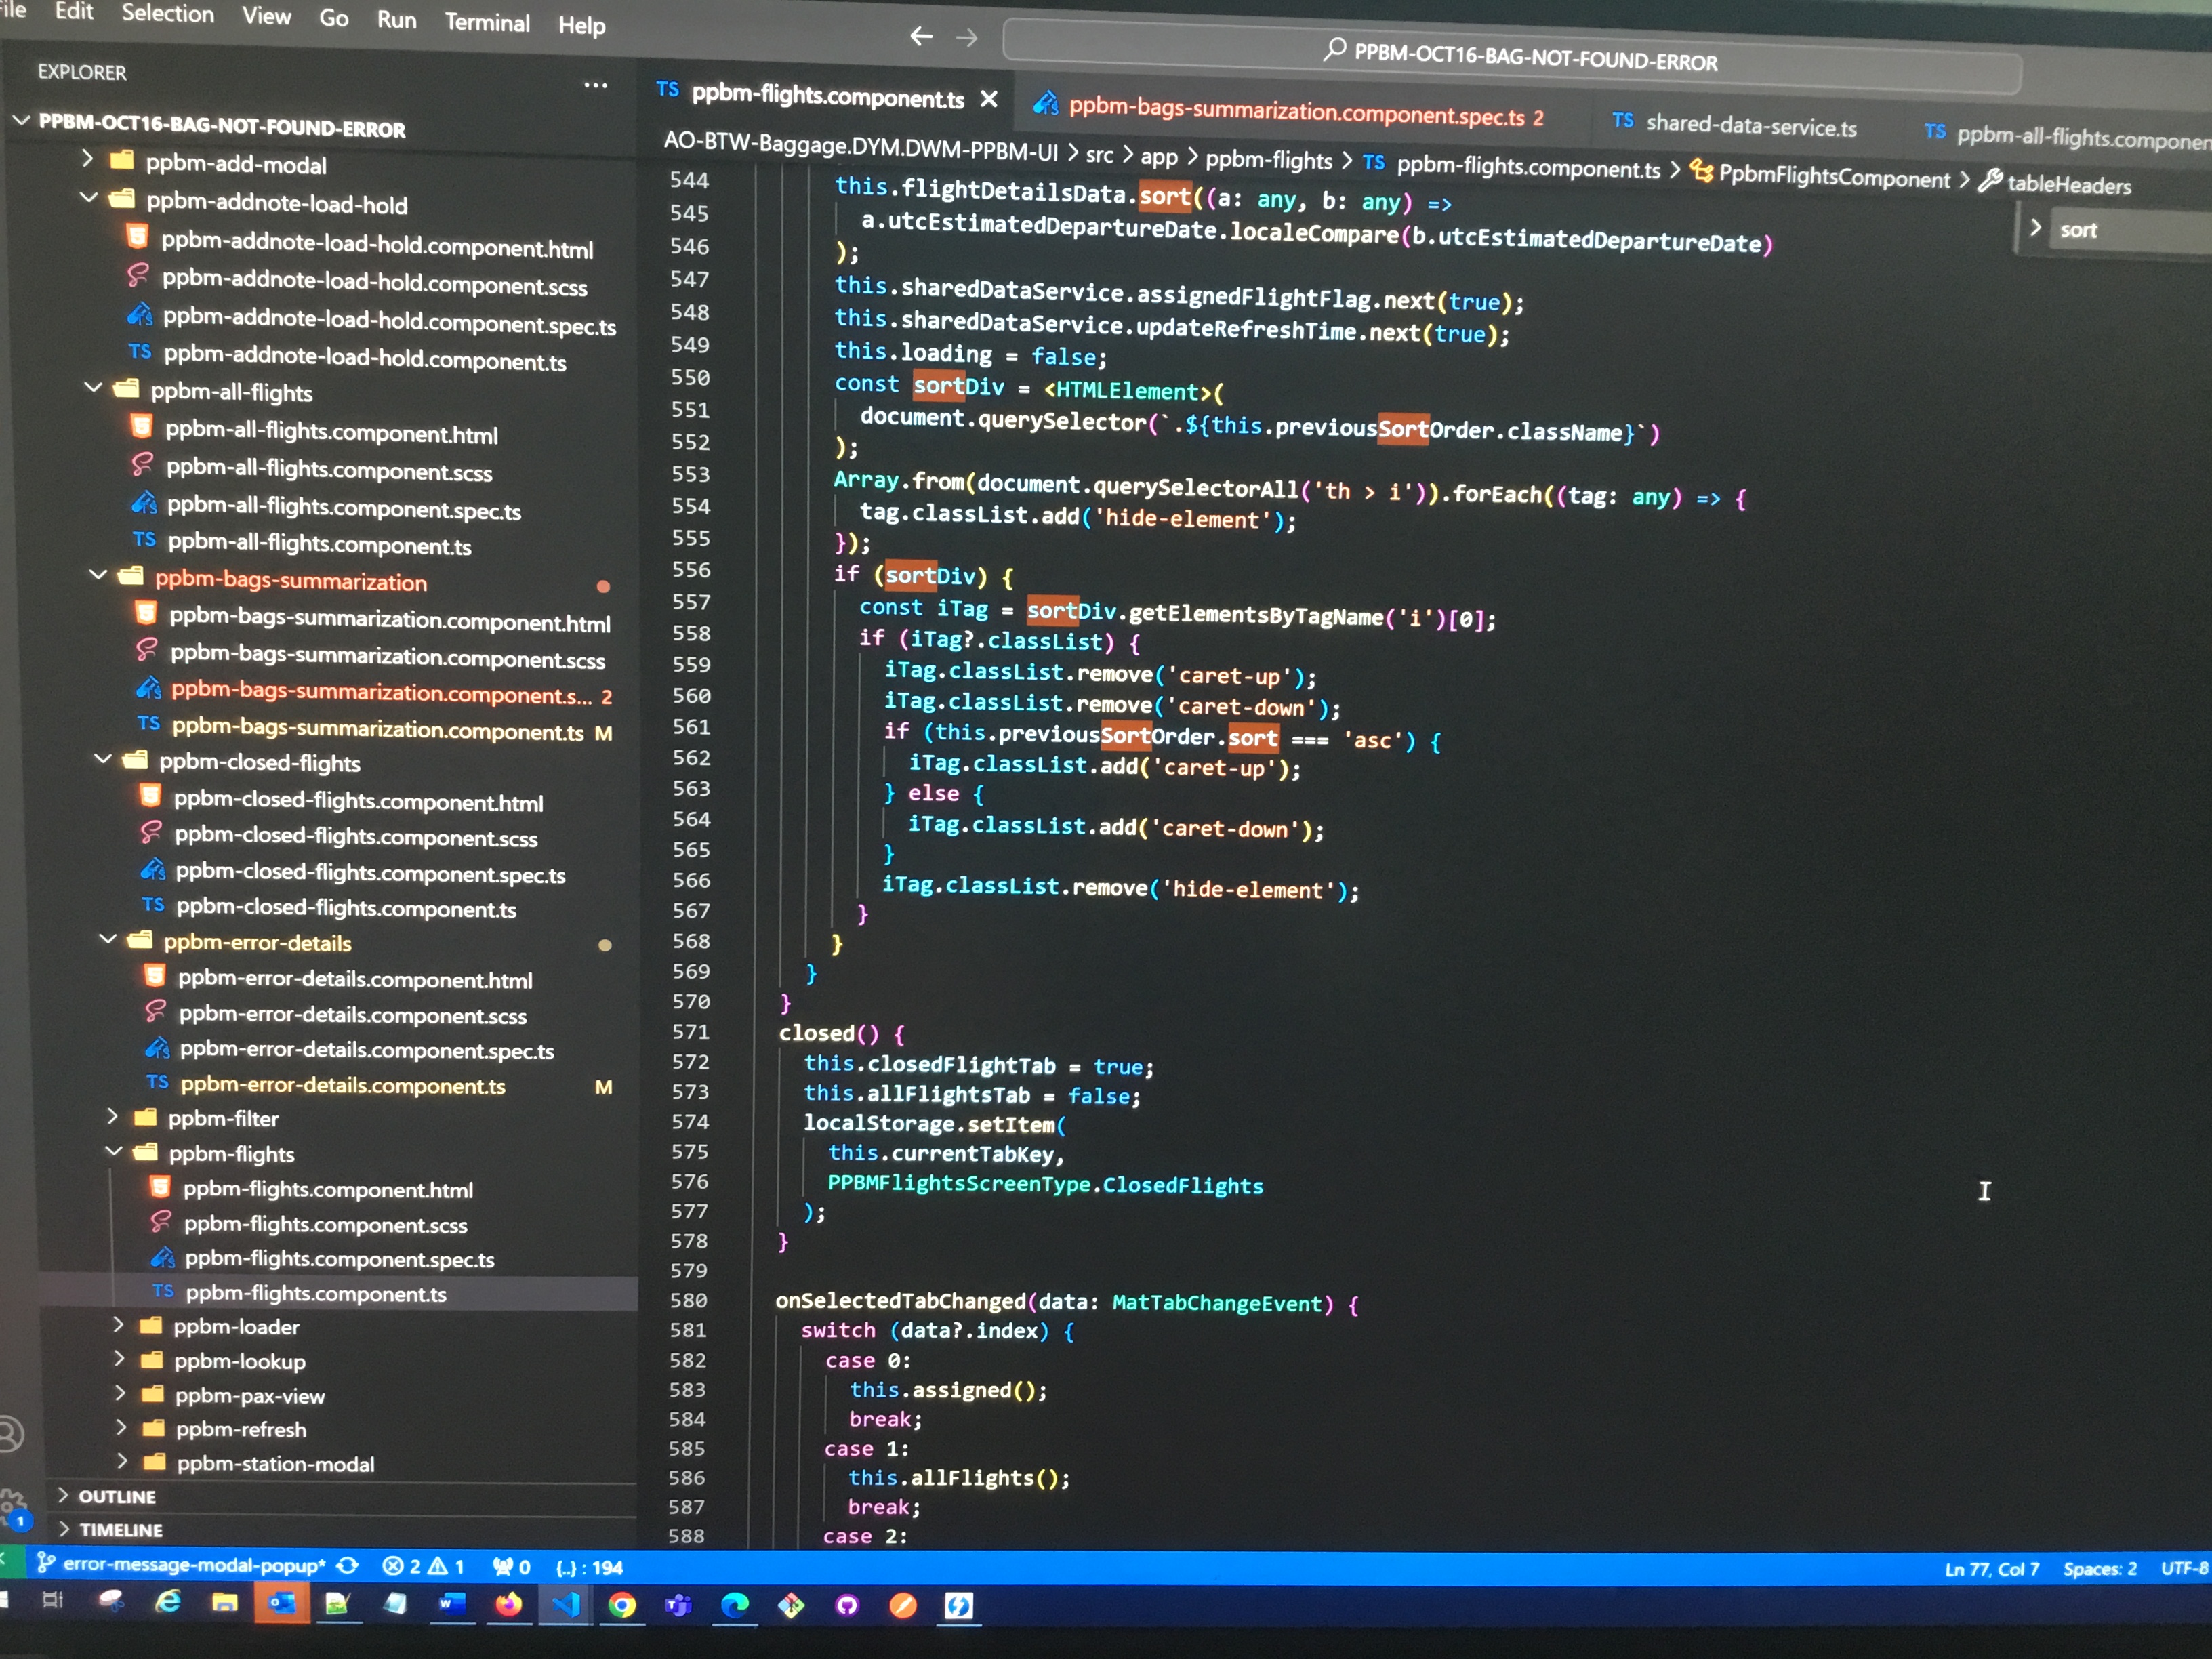 File Edit Selection View Go Run Terminal Help
PPBM-OCT16-BAG-NOT-FOUND-ERROR
EXPLORER
PPBM-OCT16-BAG-NOT-FOUND-ERROR
ppbm-add-modal
ppbm-addnote-load-hold
ppbm-addnote-load-hold.component.html
ppbm-addnote-load-hold.component.scss
ppbm-addnote-load-hold.component.spec.ts
TS ppbm-addnote-load-hold.component.ts
ppbm-all-flights
ppbm-all-flights.component.html
ppbm-all-flights.component.scss
ppbm-all-flights.component.spec.ts
TS ppbm-all-flights.component.ts
ppbm-bags-summarization
ppbm-bags-summarization.component.html
ppbm-bags-summarization.component.scss
ppbm-bags-summarization.component.s... 2
TS ppbm-bags-summarization.component.ts M
ppbm-closed-flights
ppbm-closed-flights.component.html
ppbm-closed-flights.component.scss
ppbm-closed-flights.component.spec.ts
TS ppbm-closed-flights.component.ts
ppbm-error-details
ppbm-error-details.component.html
ppbm-error-details.component.scss
ppbm-error-details.component.spec.ts
TS ppbm-error-details.component.ts M
ppbm-filter
ppbm-flights
ppbm-flights.component.html
ppbm-flights.component.scss
ppbm-flights.component.spec.ts
TS ppbm-flights.component.ts
ppbm-loader
ppbm-lookup
ppbm-pax-view
ppbm-refresh
ppbm-station-modal
OUTLINE
TIMELINE
TS ppbm-flights.component.ts ppbm-bags-summarization.component.spec.ts 2 TS shared-data-service.ts TS ppbm-all-flights.componen
AO-BTW-Baggage.DYM.DWM-PPBM-UI > src > app > ppbm-flights > TS ppbm-flights.component.ts > PpbmFlightsComponent > tableHeaders
sort
544 this.flightDetailsData.sort((a: any, b: any) =>
545 a.utcEstimatedDepartureDate.localeCompare(b.utcEstimatedDepartureDate)
546 );
547 this.sharedDataService.assignedFlightFlag.next(true);
548 this.sharedDataService.updateRefreshTime.next(true);
549 this.loading = false;
550 const sortDiv = <HTMLElement>(
551 document.querySelector(`.${this.previousSortOrder.className}`)
552 );
553 Array.from(document.querySelectorAll('th > i')).forEach((tag: any) => {
554 tag.classList.add('hide-element');
555 });
556 if (sortDiv) {
557 const iTag = sortDiv.getElementsByTagName('i')[0];
558 if (iTag?.classList) {
559 iTag.classList.remove('caret-up');
560 iTag.classList.remove('caret-down');
561 if (this.previousSortOrder.sort === 'asc') {
562 iTag.classList.add('caret-up');
563 } else {
564 iTag.classList.add('caret-down');
565 }
566 iTag.classList.remove('hide-element');
567 }
568 }
569 }
570 }
571 closed() {
572 this.closedFlightTab = true;
573 this.allFlightsTab = false;
574 localStorage.setItem(
575 this.currentTabKey,
576 PPBMFlightsScreenType.ClosedFlights
577 );
578 }
579
580 onSelectedTabChanged(data: MatTabChangeEvent) {
581 switch (data?.index) {
582 case 0:
583 this.assigned();
584 break;
585 case 1:
586 this.allFlights();
587 break;
588 case 2:
1
error-message-modal-popup* 2 1 0 {..} : 194 Ln 77, Col 7 Spaces: 2 UTF-8